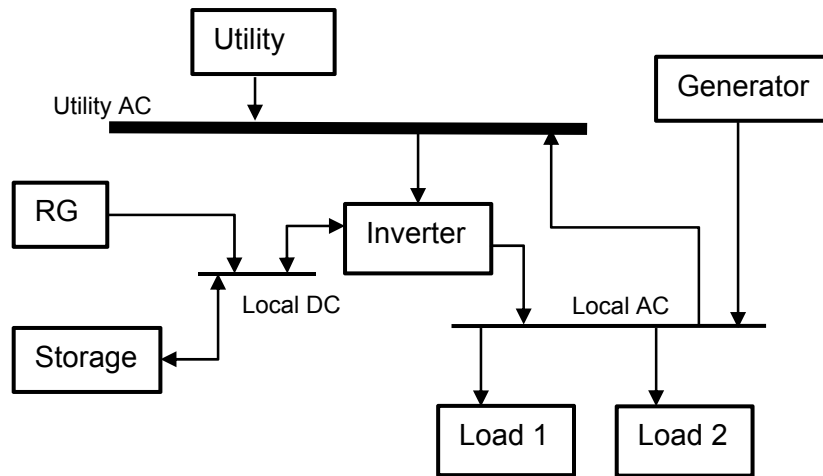 Utility
Generator
Utility AC
RG
Inverter
Local DC
Local AC
Storage
Load 1
Load 2